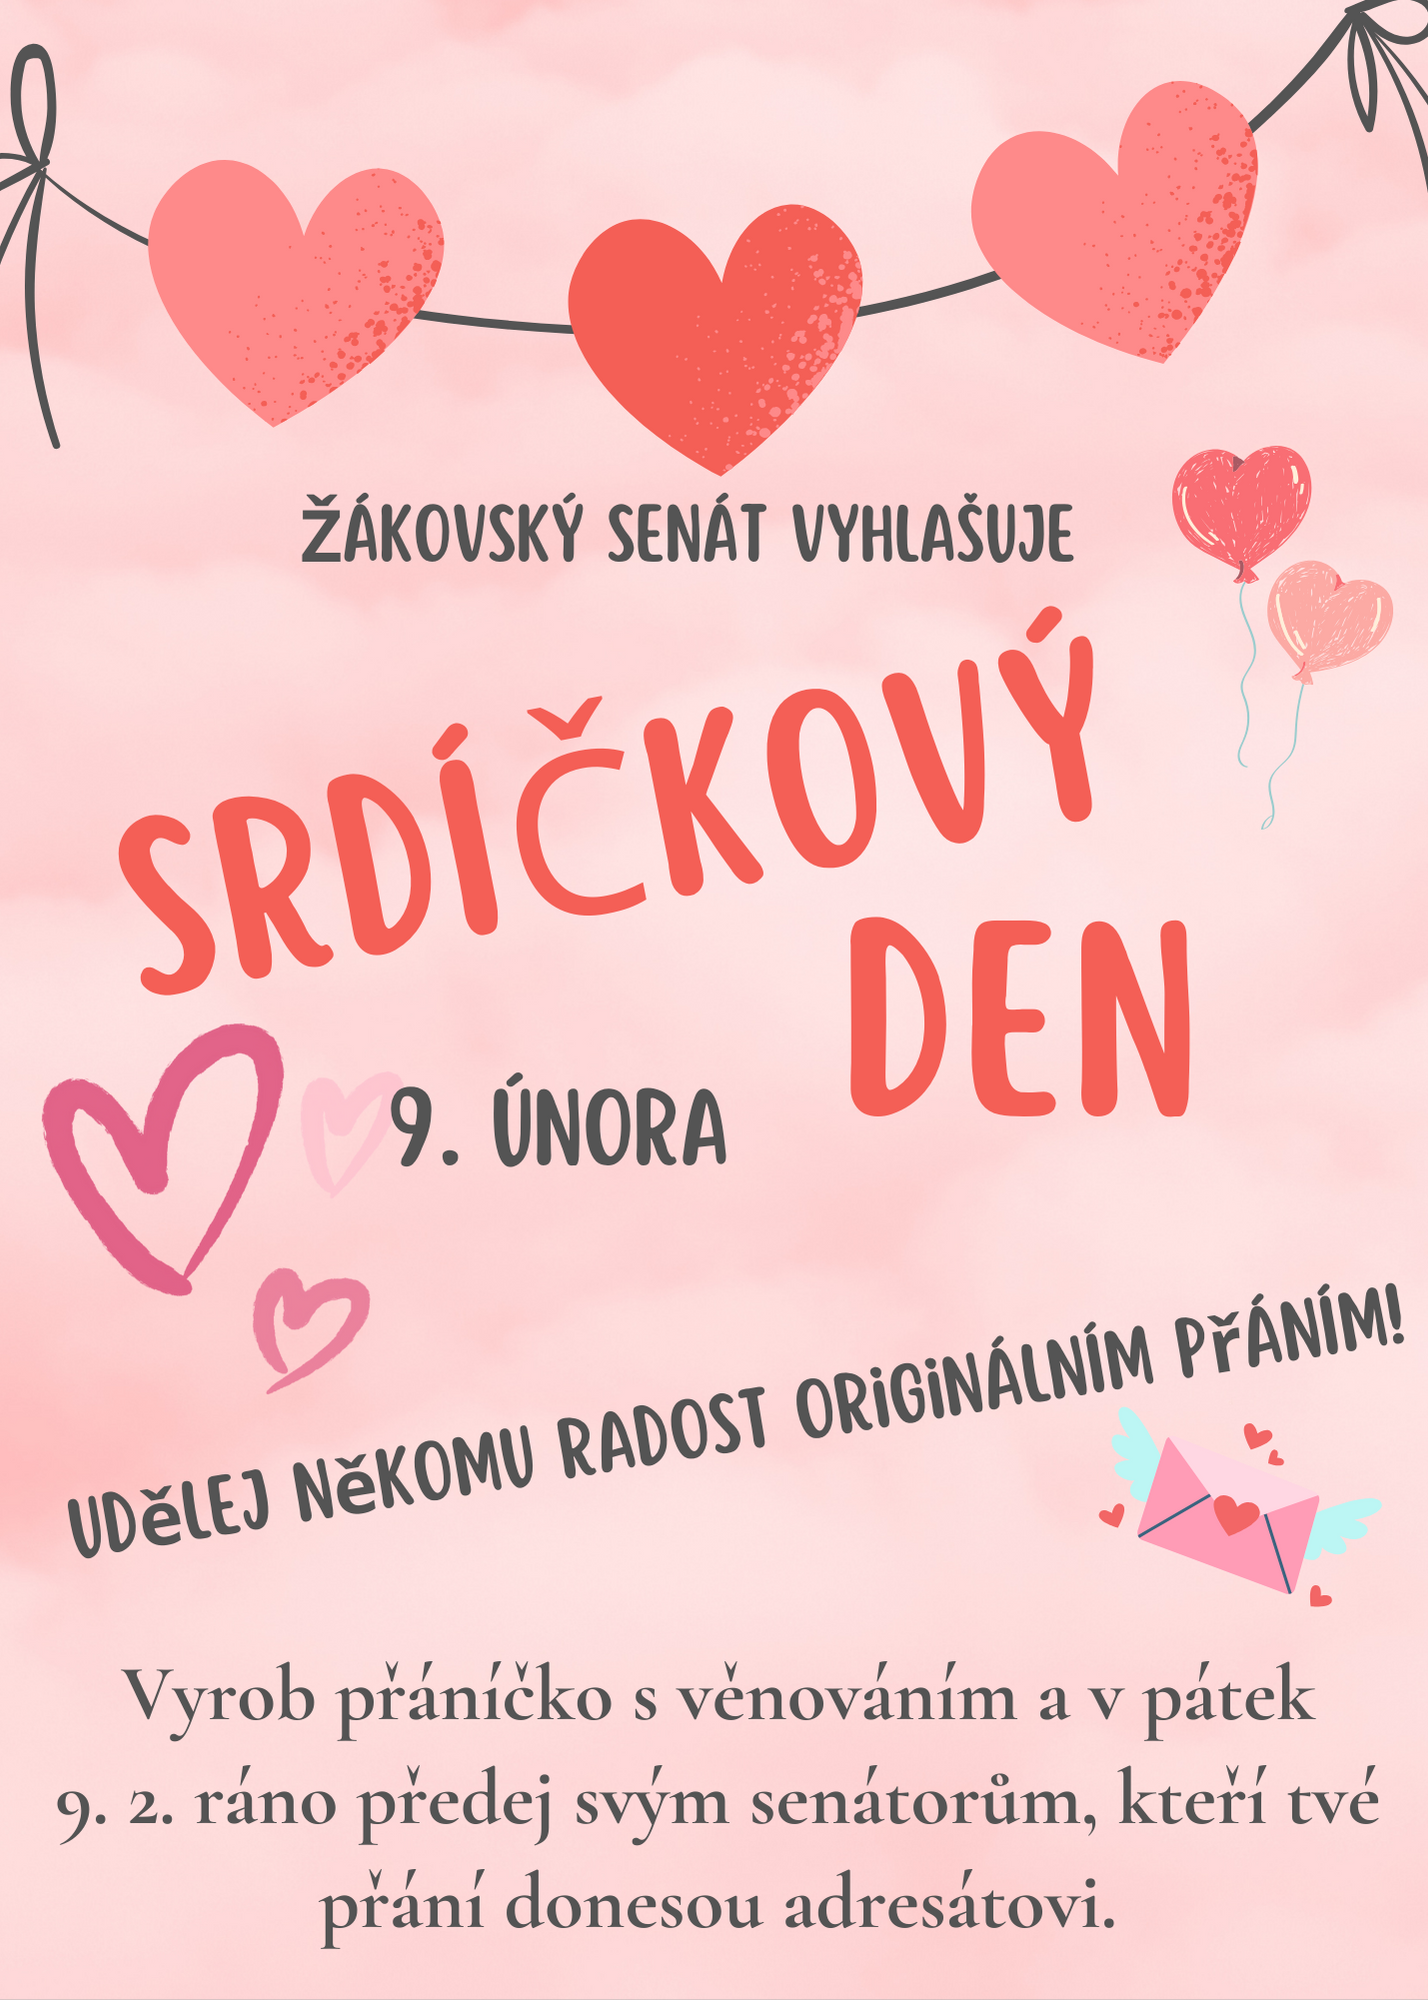 ŽÁKOVSKÝ SENÁT VYHLAŠUJE
SRDÍČKOVÝ
DEN
9. ÚNORA
UDĚLEJ NĚKOMU RADOST ORIGINÁLNÍM PŘÁNÍM!
Vyrob přáníčko s věnováním a v pátek
9. 2. ráno předej svým senátorům, kteří tvé
přání donesou adresátovi.